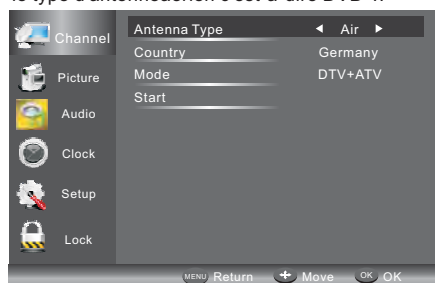 Channel
Picture
Audio
Clock
Setup
Lock
Antenna Type Air
Country Germany
Mode DTV+ATV
Start
MENU Return Move OK OK